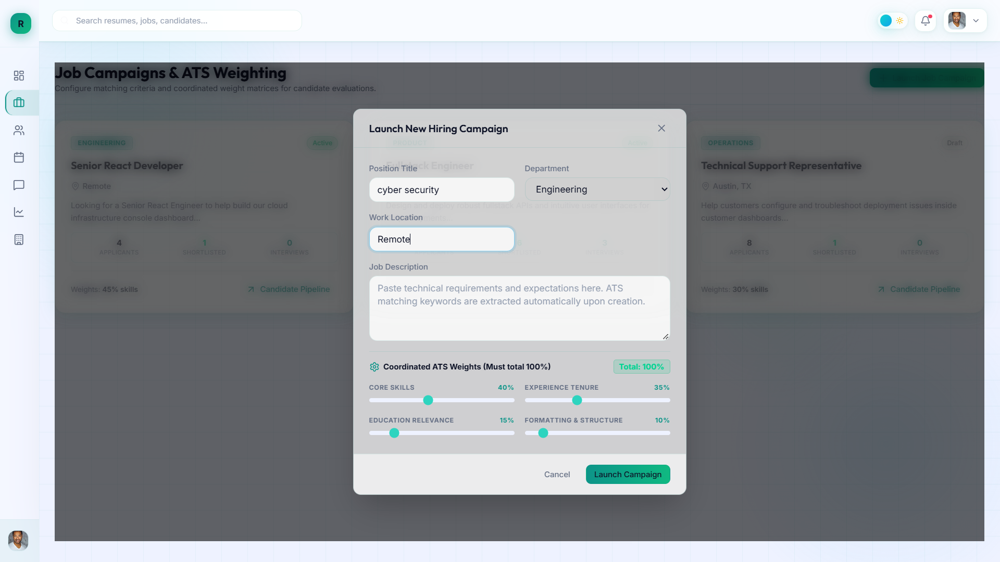 R
Search resumes, jobs, candidates...
Job Campaigns & ATS Weighting
Configure matching criteria and coordinated weight matrices for candidate evaluations.
ENGINEERING
Active
Senior React Developer
Remote
Looking for a Senior React Engineer to help build our cloud
infrastructure console dashboard...
4
APPLICANTS
1
SHORTLISTED
0
INTERVIEWS
Weights: 45% skills
Candidate Pipeline
Launch New Hiring Campaign
PRODUCT
Active
Fullstack Engineer
Position Title
cyber security
Department
Engineering
Design and deploy robust fullstack APIs and intuitive user interfaces for
Work Location
Remote
6
3
INTERVIEWS
Job Description
Paste technical requirements and expectations here. ATS
matching keywords are extracted automatically upon creation.
Coordinated ATS Weights (Must total 100%)
Total: 100%
CORE SKILLS
40%
EXPERIENCE TENURE
35%
EDUCATION RELEVANCE
15%
FORMATTING & STRUCTURE
10%
Cancel
Launch Campaign
OPERATIONS
Draft
Technical Support Representative
Austin, TX
Help customers configure and troubleshoot deployment issues inside
customer dashboards...
8
APPLICANTS
1
SHORTLISTED
0
INTERVIEWS
Weights: 30% skills
Candidate Pipeline